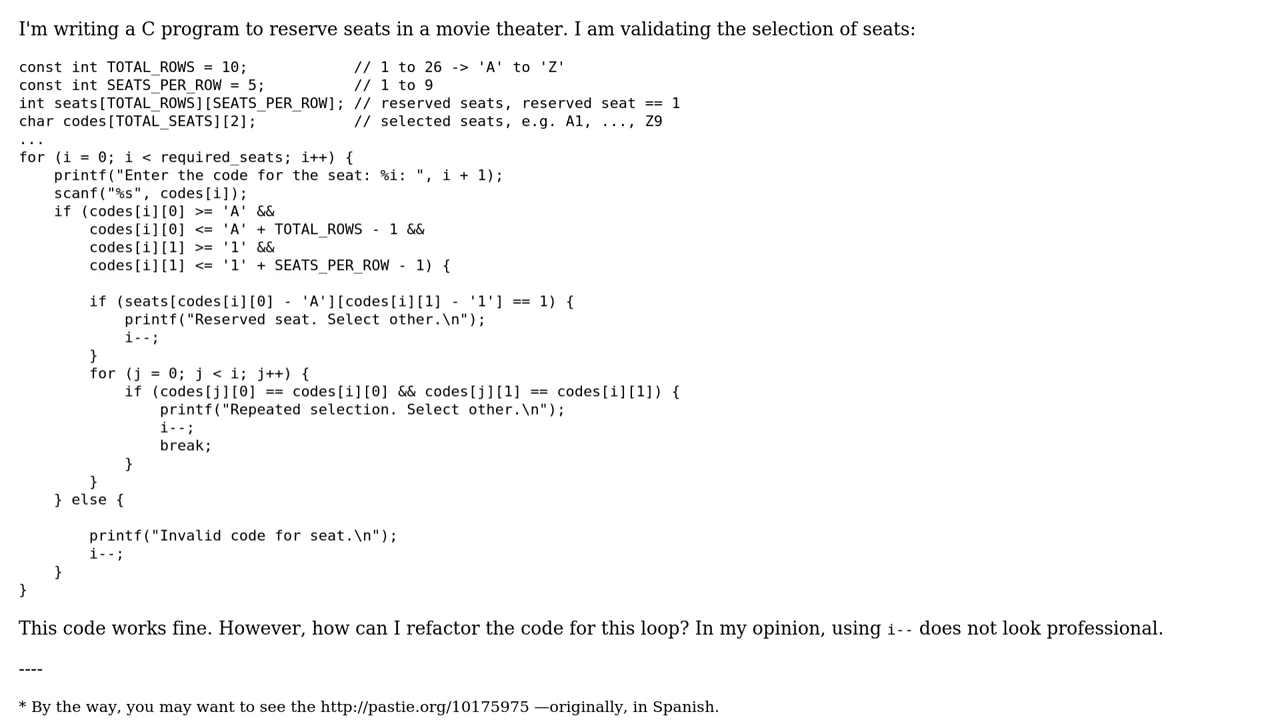 I'm writing a C program to reserve seats in a movie theater. I am validating the selection of seats:
const int TOTAL_ROWS = 10;            // 1 to 26 -> 'A' to 'Z'
const int SEATS_PER_ROW = 5;          // 1 to 9
int seats[TOTAL_ROWS][SEATS_PER_ROW]; // reserved seats, reserved seat == 1
char codes[TOTAL_SEATS][2];           // selected seats, e.g. A1, ..., Z9
...
for (i = 0; i < required_seats; i++) {
    printf("Enter the code for the seat: %i: ", i + 1);
    scanf("%s", codes[i]);
    if (codes[i][0] >= 'A' &&
        codes[i][0] <= 'A' + TOTAL_ROWS - 1 &&
        codes[i][1] >= '1' &&
        codes[i][1] <= '1' + SEATS_PER_ROW - 1) {

        if (seats[codes[i][0] - 'A'][codes[i][1] - '1'] == 1) {
            printf("Reserved seat. Select other.\n");
            i--;
        }
        for (j = 0; j < i; j++) {
            if (codes[j][0] == codes[i][0] && codes[j][1] == codes[i][1]) {
                printf("Repeated selection. Select other.\n");
                i--;
                break;
            }
        }
    } else {

        printf("Invalid code for seat.\n");
        i--;
    }
}
This code works fine. However, how can I refactor the code for this loop? In my opinion, using i-- does not look professional.
----
* By the way, you may want to see the http://pastie.org/10175975 —originally, in Spanish.